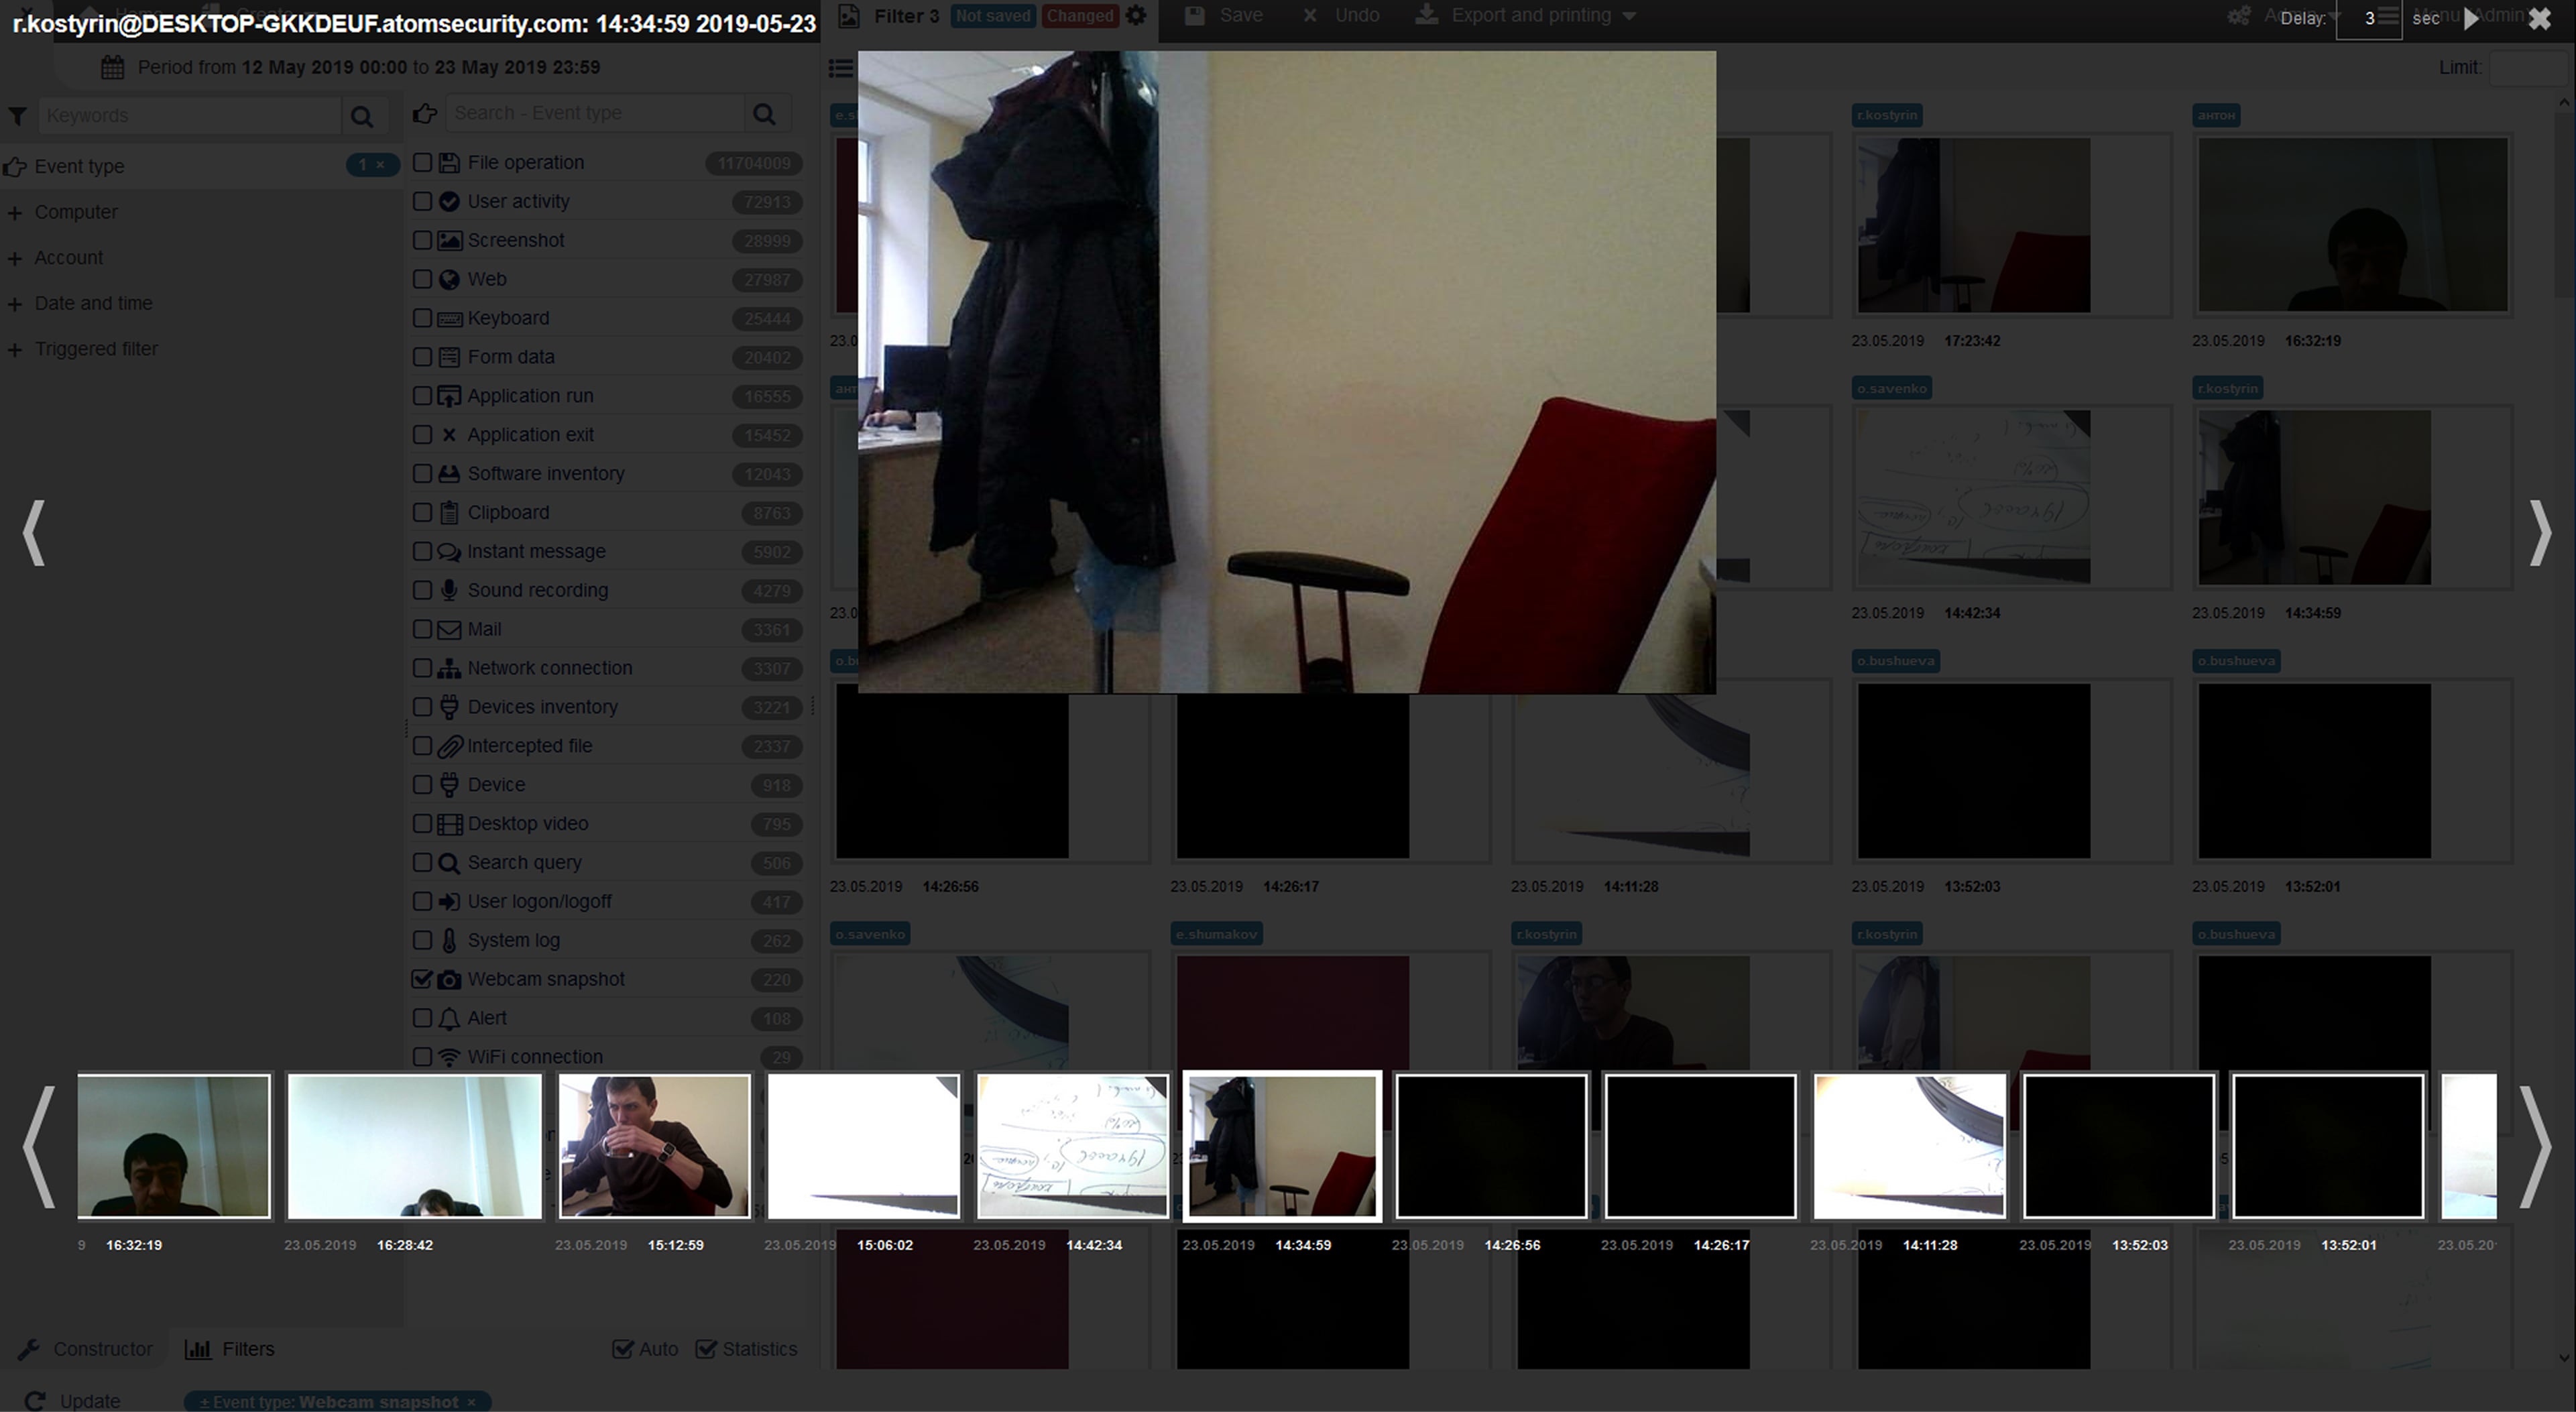 r.kostyrin@DESKTOP-GKKDEUF.atomsecurity.com: 14:34:59 2019-05-23
Filter 3 Not saved Changed Save Undo Export and printing
Delay: 3 sec
Period from 12 May 2019 00:00 to 23 May 2019 23:59
Limit:
Keywords
Search - Event type
Event type 1 ×
Computer
Account
Date and time
Triggered filter
File operation 11704009
User activity 72913
Screenshot 28999
Web 27987
Keyboard 25444
Form data 20402
Application run 16555
Application exit 15452
Software inventory 12043
Clipboard 8763
Instant message 5902
Sound recording 4279
Mail 3361
Network connection 3307
Devices inventory 3221
Intercepted file 2337
Device 918
Desktop video 795
Search query 506
User logon/logoff 417
System log 262
Webcam snapshot 220
Alert 108
WiFi connection 29
r.kostyrin антон
23.05.2019 17:23:42 23.05.2019 16:32:19
o.savenko r.kostyrin
23.05.2019 14:42:34 23.05.2019 14:34:59
o.bushueva o.bushueva
23.05.2019 14:26:56 23.05.2019 14:26:17 23.05.2019 14:11:28 23.05.2019 13:52:03 23.05.2019 13:52:01
o.savenko e.shumakov r.kostyrin r.kostyrin o.bushueva
9 16:32:19 23.05.2019 16:28:42 23.05.2019 15:12:59 23.05.2019 15:06:02 23.05.2019 14:42:34 23.05.2019 14:34:59 23.05.2019 14:26:56 23.05.2019 14:26:17 23.05.2019 14:11:28 23.05.2019 13:52:03 23.05.2019 13:52:01 23.05.20
Constructor Filters Auto Statistics
Update ± Event type: Webcam snapshot ×